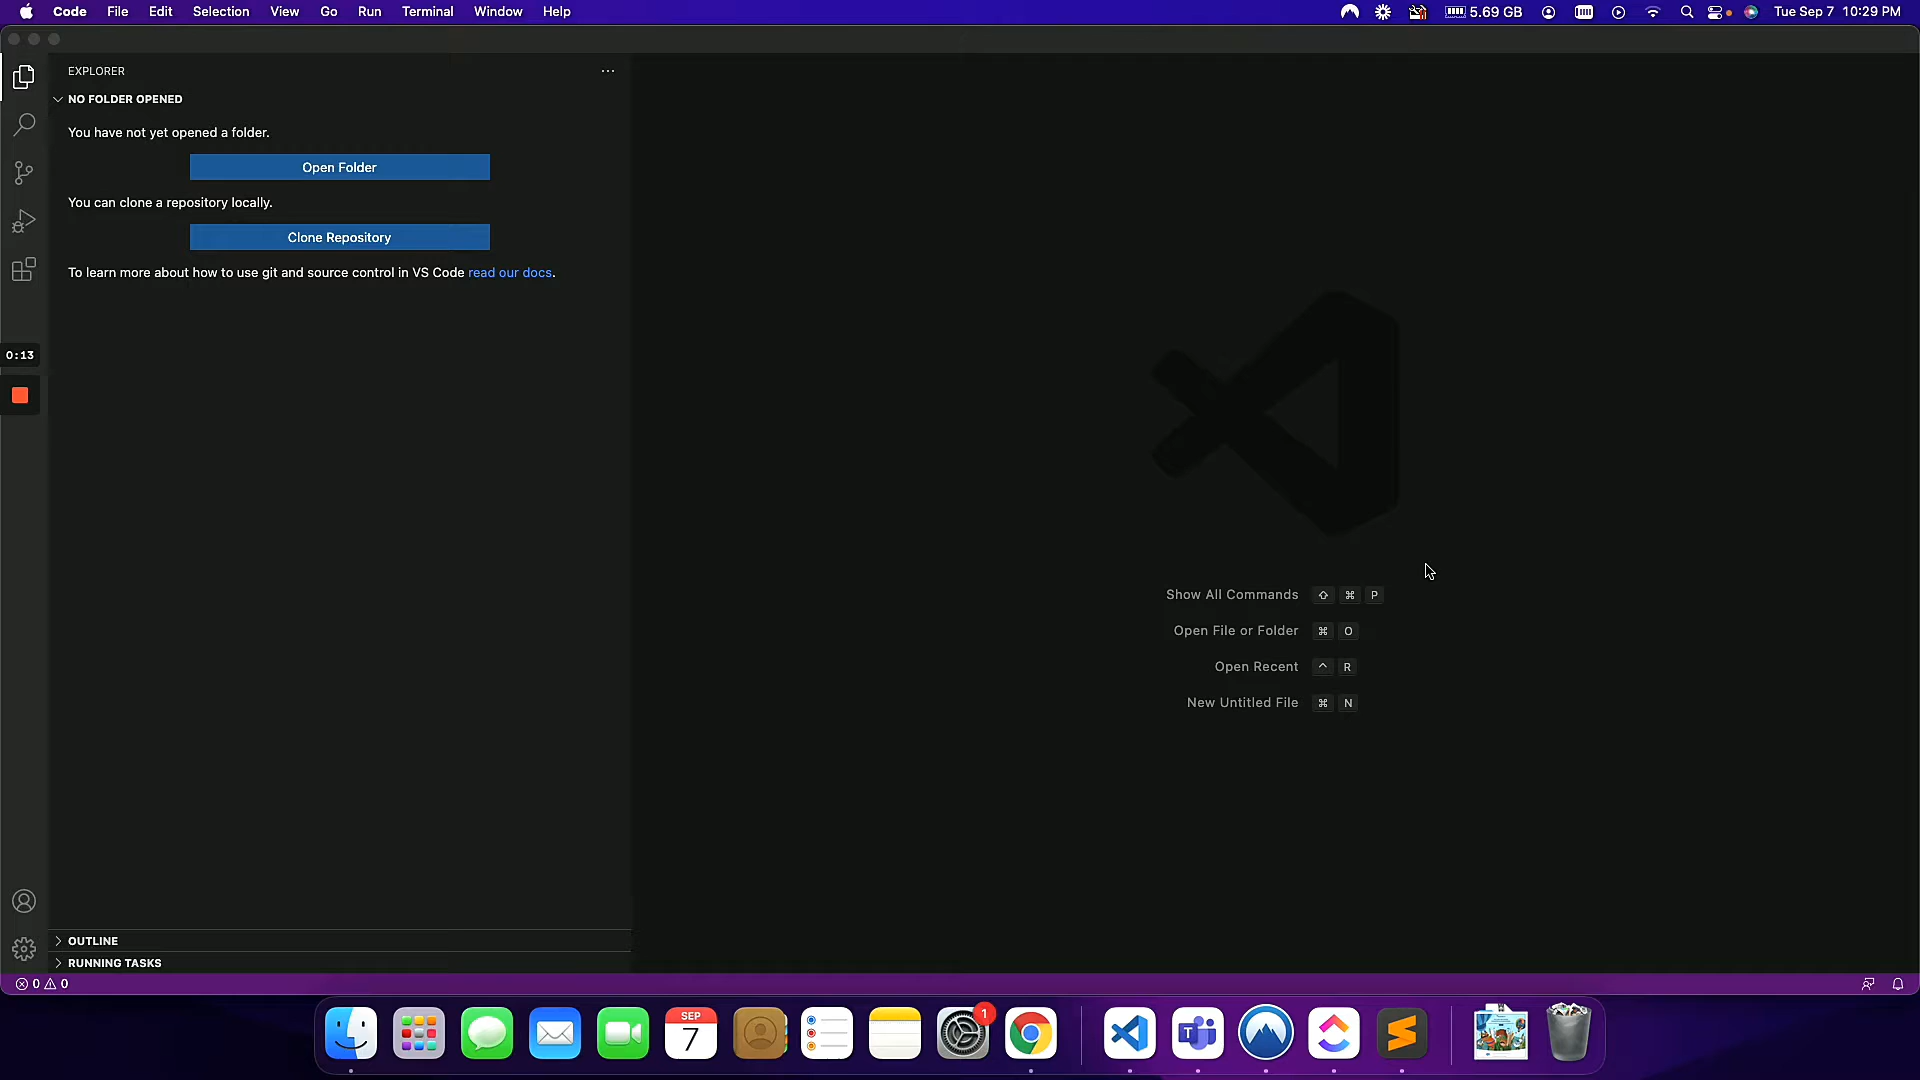 Code File Edit Selection View Go Run Terminal Window Help 5.69 GB Tue Sep 7 10:29 PM
EXPLORER
NO FOLDER OPENED
You have not yet opened a folder.
Open Folder
You can clone a repository locally.
Clone Repository
To learn more about how to use git and source control in VS Code read our docs.
0:13
Show All Commands ⇧ ⌘ P
Open File or Folder ⌘ O
Open Recent ^ R
New Untitled File ⌘ N
OUTLINE
RUNNING TASKS
0 0
SEP
7
1